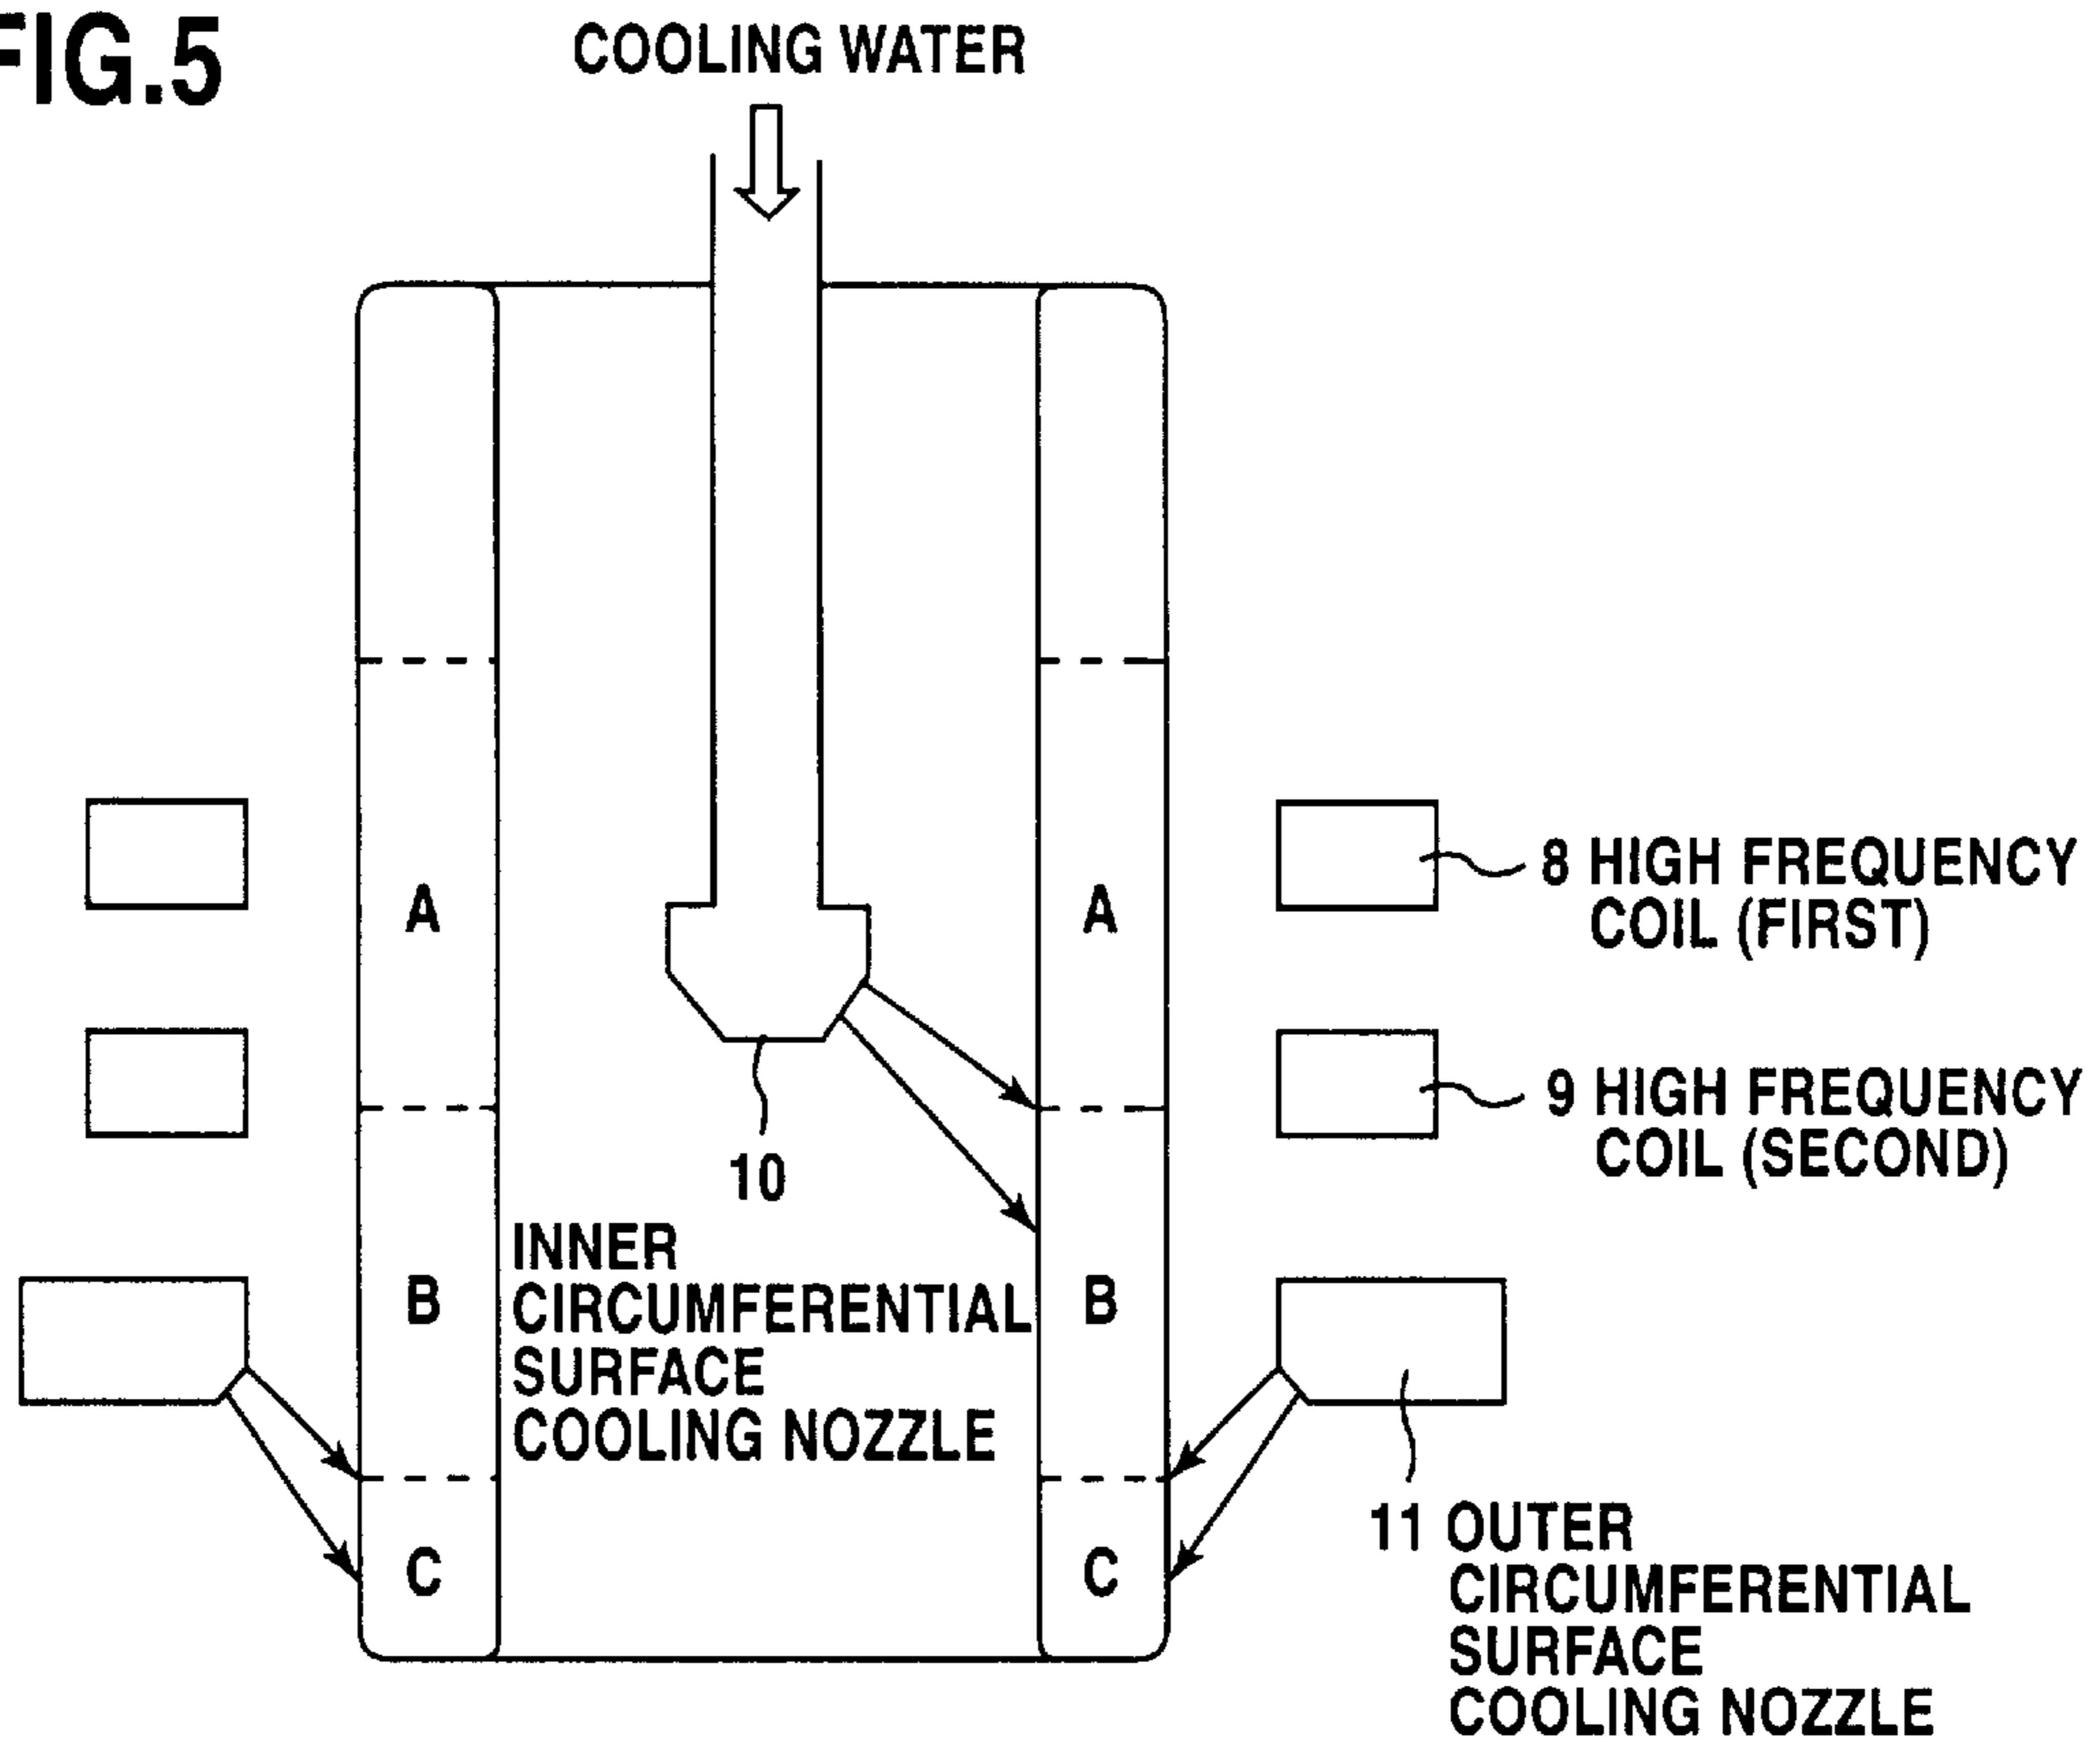 FIG.5
COOLING WATER
A
A
8 HIGH FREQUENCY
COIL (FIRST)
9 HIGH FREQUENCY
COIL (SECOND)
10
INNER
CIRCUMFERENTIAL
SURFACE
COOLING NOZZLE
B
B
C
C
11 OUTER
CIRCUMFERENTIAL
SURFACE
COOLING NOZZLE